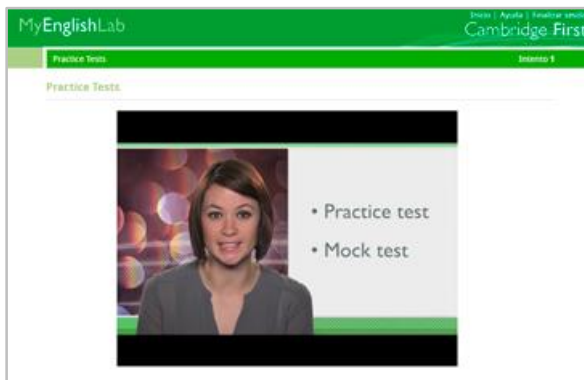 MyEnglishLab
Inicio | Ayuda | Finalizar sesión
Cambridge First
Practice Tests
Intento 1
Practice Tests
• Practice test
• Mock test